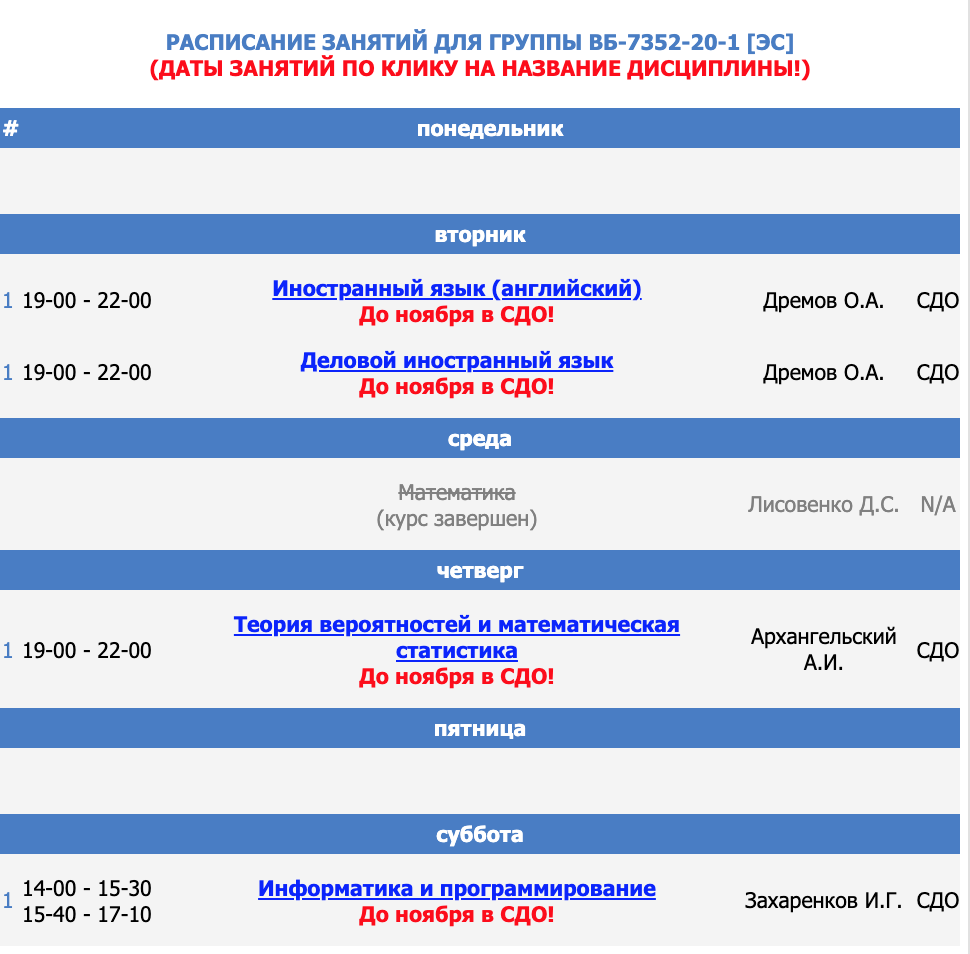 РАСПИСАНИЕ ЗАНЯТИЙ ДЛЯ ГРУППЫ ВБ-7352-20-1 [ЭС]
(ДАТЫ ЗАНЯТИЙ ПО КЛИКУ НА НАЗВАНИЕ ДИСЦИПЛИНЫ!)
# понедельник
вторник
1 19-00 - 22-00 Иностранный язык (английский) Дремов О.А. СДО
До ноября в СДО!
1 19-00 - 22-00 Деловой иностранный язык Дремов О.А. СДО
До ноября в СДО!
среда
Математика Лисовенко Д.С. N/A
(курс завершен)
четверг
1 19-00 - 22-00 Теория вероятностей и математическая Архангельский СДО
статистика А.И.
До ноября в СДО!
пятница
суббота
1 14-00 - 15-30 Информатика и программирование Захаренков И.Г. СДО
15-40 - 17-10 До ноября в СДО!